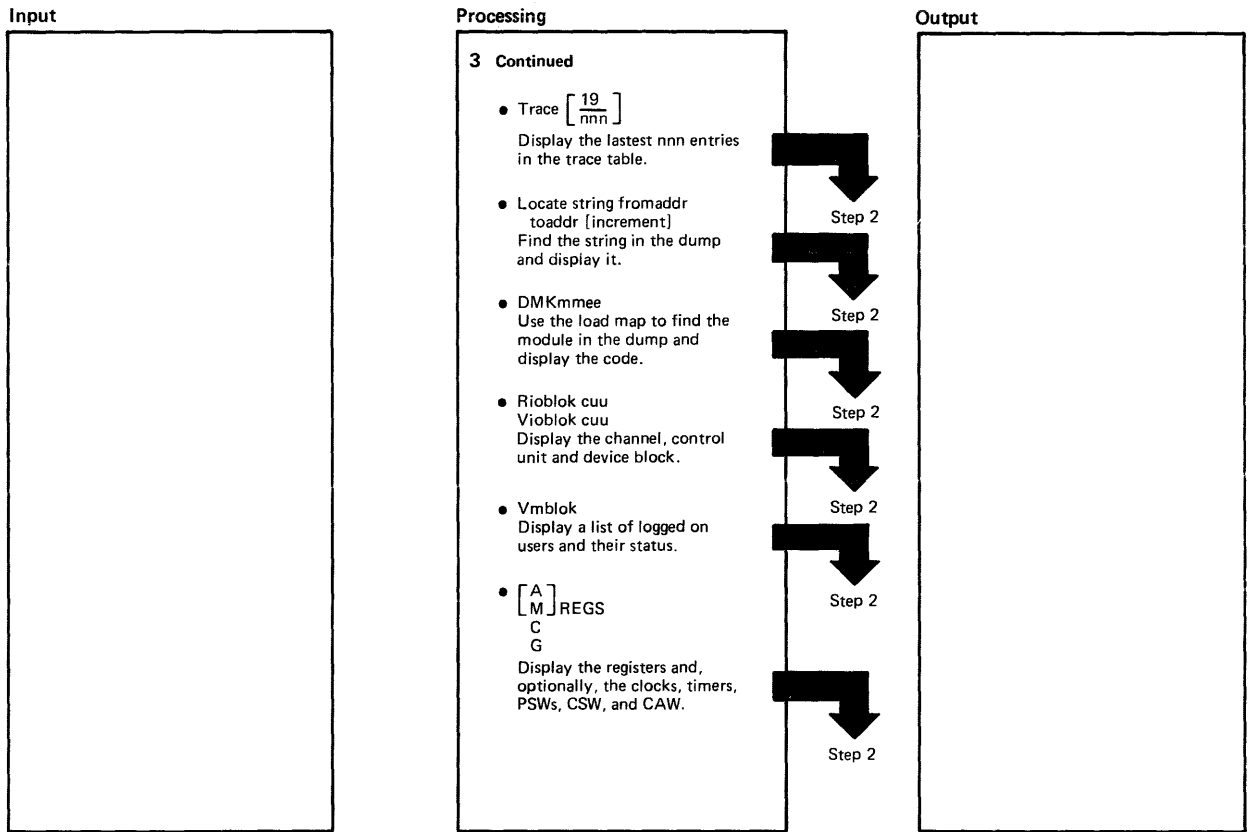 Input
Processing
Output
3 Continued
• Trace [ 19
nnn ]
Display the lastest nnn entries
in the trace table.
Step 2
• Locate string fromaddr
toaddr [increment]
Find the string in the dump
and display it.
Step 2
• DMKmmee
Use the load map to find the
module in the dump and
display the code.
Step 2
• Rioblok cuu
Vioblok cuu
Display the channel, control
unit and device block.
Step 2
• Vmblok
Display a list of logged on
users and their status.
Step 2
• [ A
M ] REGS
C
G
Display the registers and,
optionally, the clocks, timers,
PSWs, CSW, and CAW.
Step 2